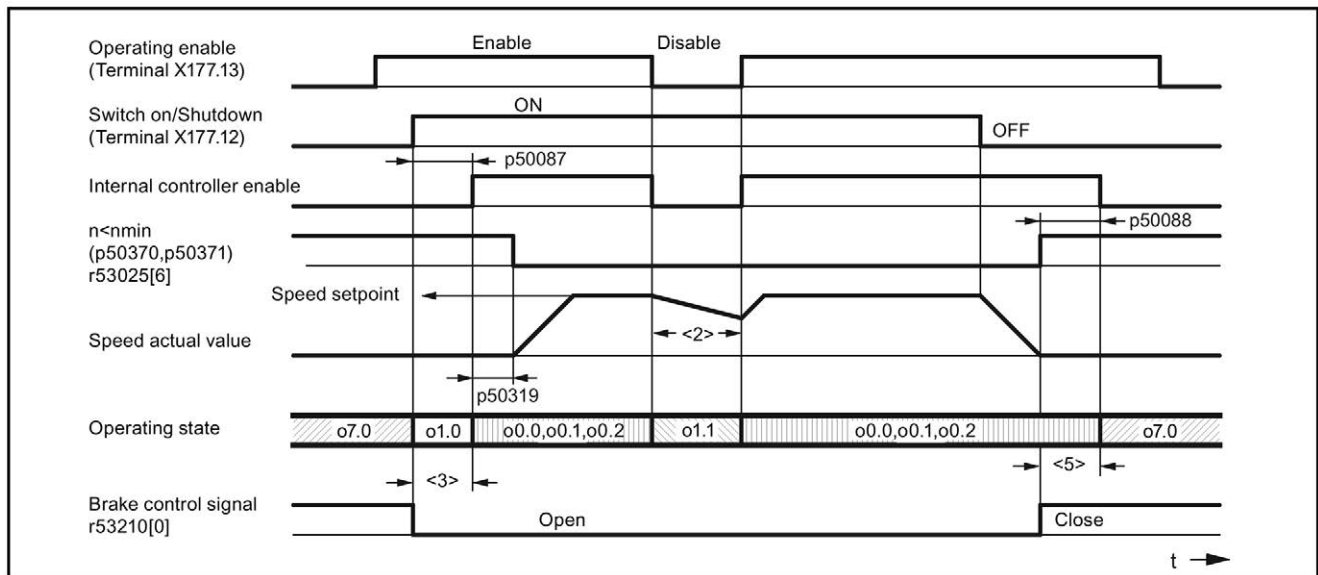 Operating enable
(Terminal X177.13)
Enable
Disable
Switch on/Shutdown
(Terminal X177.12)
ON
OFF
p50087
Internal controller enable
p50088
n<nmin
(p50370,p50371)
r53025[6]
Speed setpoint
<2>
Speed actual value
p50319
Operating state
o7.0
o1.0
o0.0,o0.1,o0.2
o1.1
o0.0,o0.1,o0.2
o7.0
<3>
<5>
Brake control signal
r53210[0]
Open
Close
t